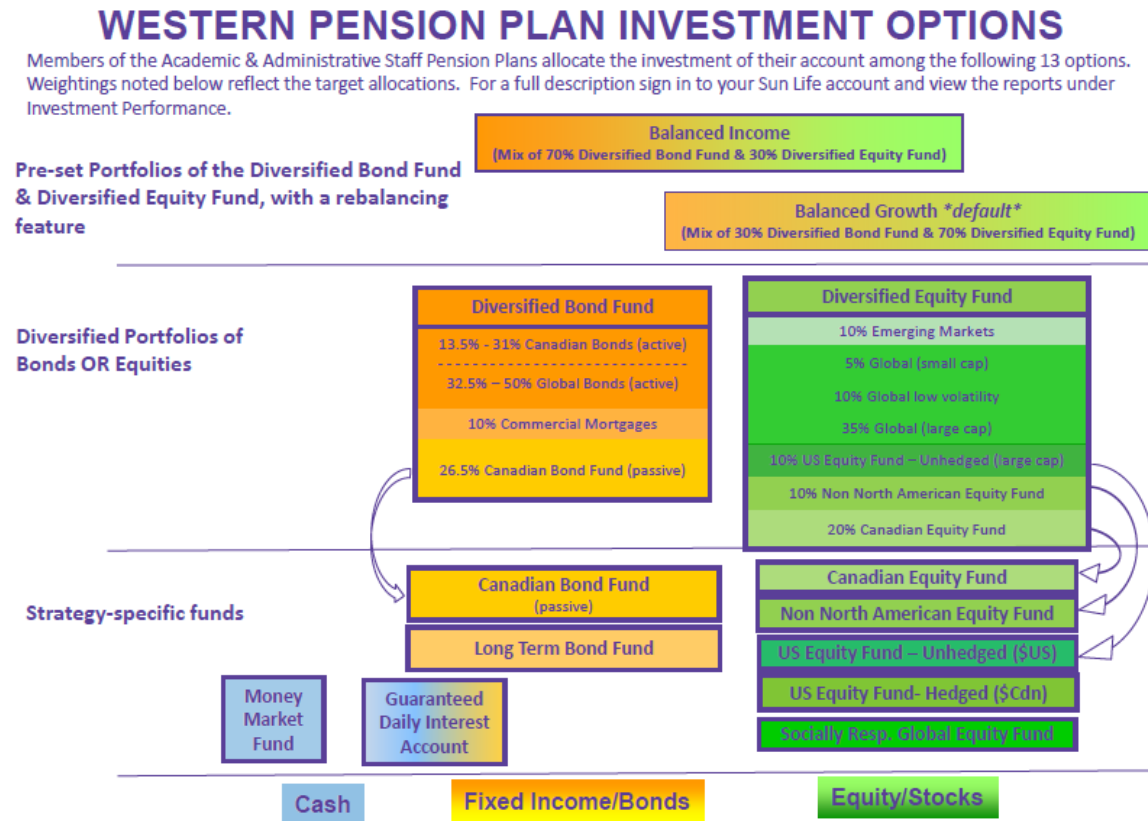 WESTERN PENSION PLAN INVESTMENT OPTIONS
Members of the Academic & Administrative Staff Pension Plans allocate the investment of their account among the following 13 options.
Weightings noted below reflect the target allocations. For a full description sign in to your Sun Life account and view the reports under
Investment Performance.
Balanced Income
(Mix of 70% Diversified Bond Fund & 30% Diversified Equity Fund)
Pre-set Portfolios of the Diversified Bond Fund
& Diversified Equity Fund, with a rebalancing
feature
Balanced Growth *default*
(Mix of 30% Diversified Bond Fund & 70% Diversified Equity Fund)
Diversified Portfolios of
Bonds OR Equities
Diversified Bond Fund
13.5% - 31% Canadian Bonds (active)
32.5% – 50% Global Bonds (active)
10% Commercial Mortgages
26.5% Canadian Bond Fund (passive)
Diversified Equity Fund
10% Emerging Markets
5% Global (small cap)
10% Global low volatility
35% Global (large cap)
10% US Equity Fund – Unhedged (large cap)
10% Non North American Equity Fund
20% Canadian Equity Fund
Strategy-specific funds
Canadian Bond Fund
(passive)
Long Term Bond Fund
Canadian Equity Fund
Non North American Equity Fund
US Equity Fund – Unhedged ($US)
US Equity Fund- Hedged ($Cdn)
Socially Resp. Global Equity Fund
Money
Market
Fund
Guaranteed
Daily Interest
Account
Cash
Fixed Income/Bonds
Equity/Stocks